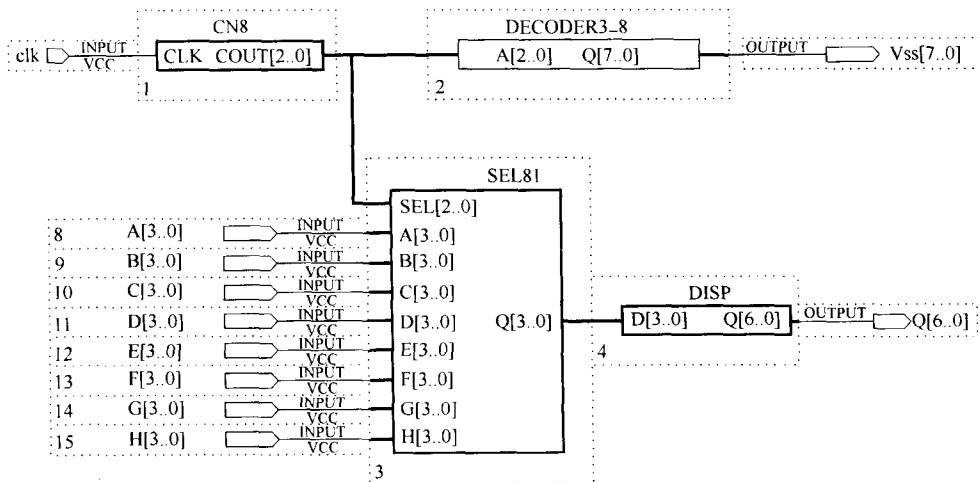 CN8
DECODER3-8
clk
INPUT
VCC
CLK COUT[2..0]
1
A[2..0] Q[7..0]
2
OUTPUT
Vss[7..0]
SEL81
SEL[2..0]
8 A[3..0] INPUT VCC A[3..0]
9 B[3..0] INPUT VCC B[3..0]
10 C[3..0] INPUT VCC C[3..0]
11 D[3..0] INPUT VCC D[3..0]
12 E[3..0] INPUT VCC E[3..0]
13 F[3..0] INPUT VCC F[3..0]
14 G[3..0] INPUT VCC G[3..0]
15 H[3..0] INPUT VCC H[3..0]
Q[3..0]
3
DISP
D[3..0] Q[6..0]
4
OUTPUT
Q[6..0]